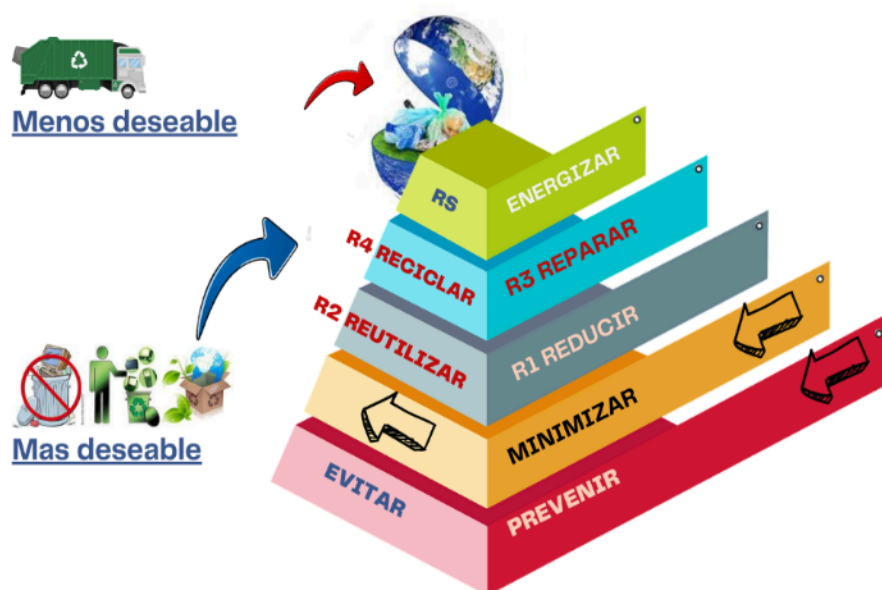 Menos deseable
RS
ENERGIZAR
R4 RECICLAR
R3 REPARAR
R2 REUTILIZAR
R1 REDUCIR
MINIMIZAR
Mas deseable
EVITAR
PREVENIR